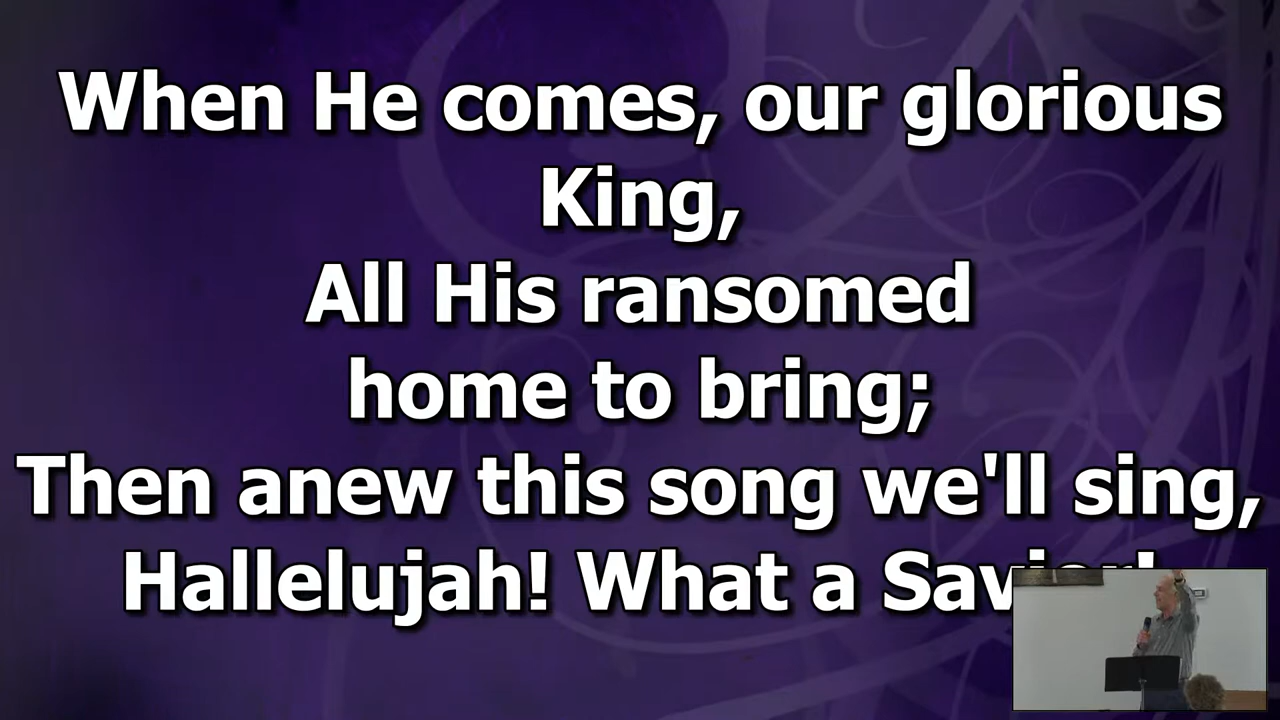 When He comes, our glorious
King,
All His ransomed
home to bring;
Then anew this song we'll sing,
Hallelujah! What a Savior!